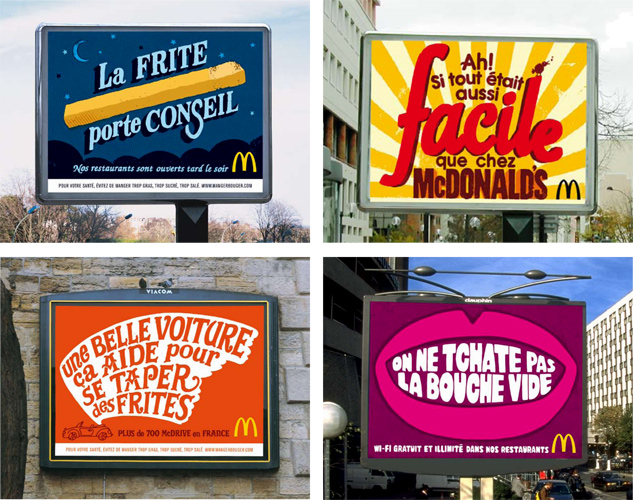 La FRITE
porte CONSEIL
Nos restaurants sont ouverts tard le soir
POUR VOTRE SANTÉ, ÉVITEZ DE MANGER TROP GRAS, TROP SUCRÉ, TROP SALÉ. WWW.MANGERBOUGER.COM
Ah!
Si tout était
aussi
facile
que chez
McDONALD'S
VIACOM
UNE BELLE VOITURE
ça AIDE pour
SE TAPER
des FRITES
PLUS de 700 McDRIVE en FRANCE
POUR VOTRE SANTÉ, ÉVITEZ DE MANGER TROP GRAS, TROP SUCRÉ, TROP SALÉ. WWW.MANGERBOUGER.COM
dauphin
ON NE TCHATE PAS
LA BOUCHE VIDE
WI-FI GRATUIT ET ILLIMITÉ DANS NOS RESTAURANTS